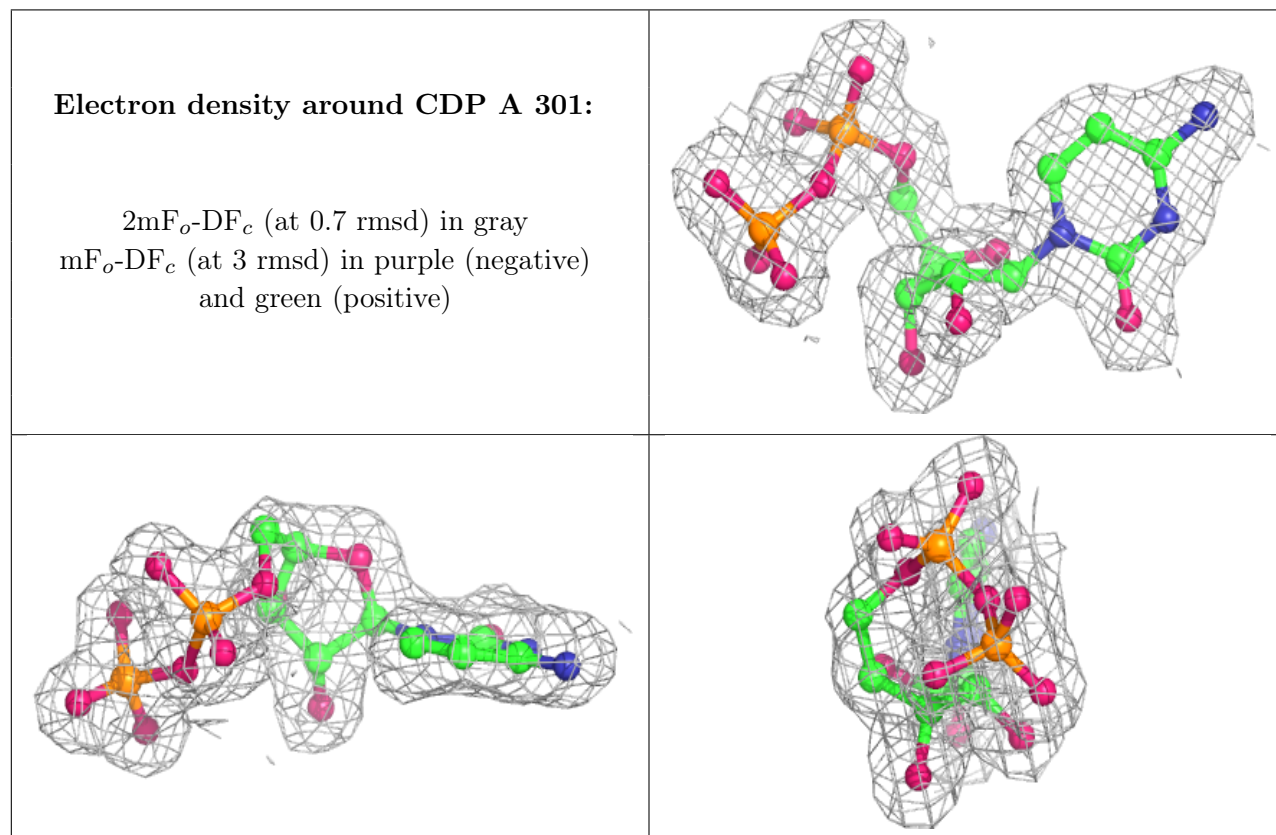 Electron density around CDP A 301:
2mFₒ-DF𝒸 (at 0.7 rmsd) in gray
mFₒ-DF𝒸 (at 3 rmsd) in purple (negative)
and green (positive)